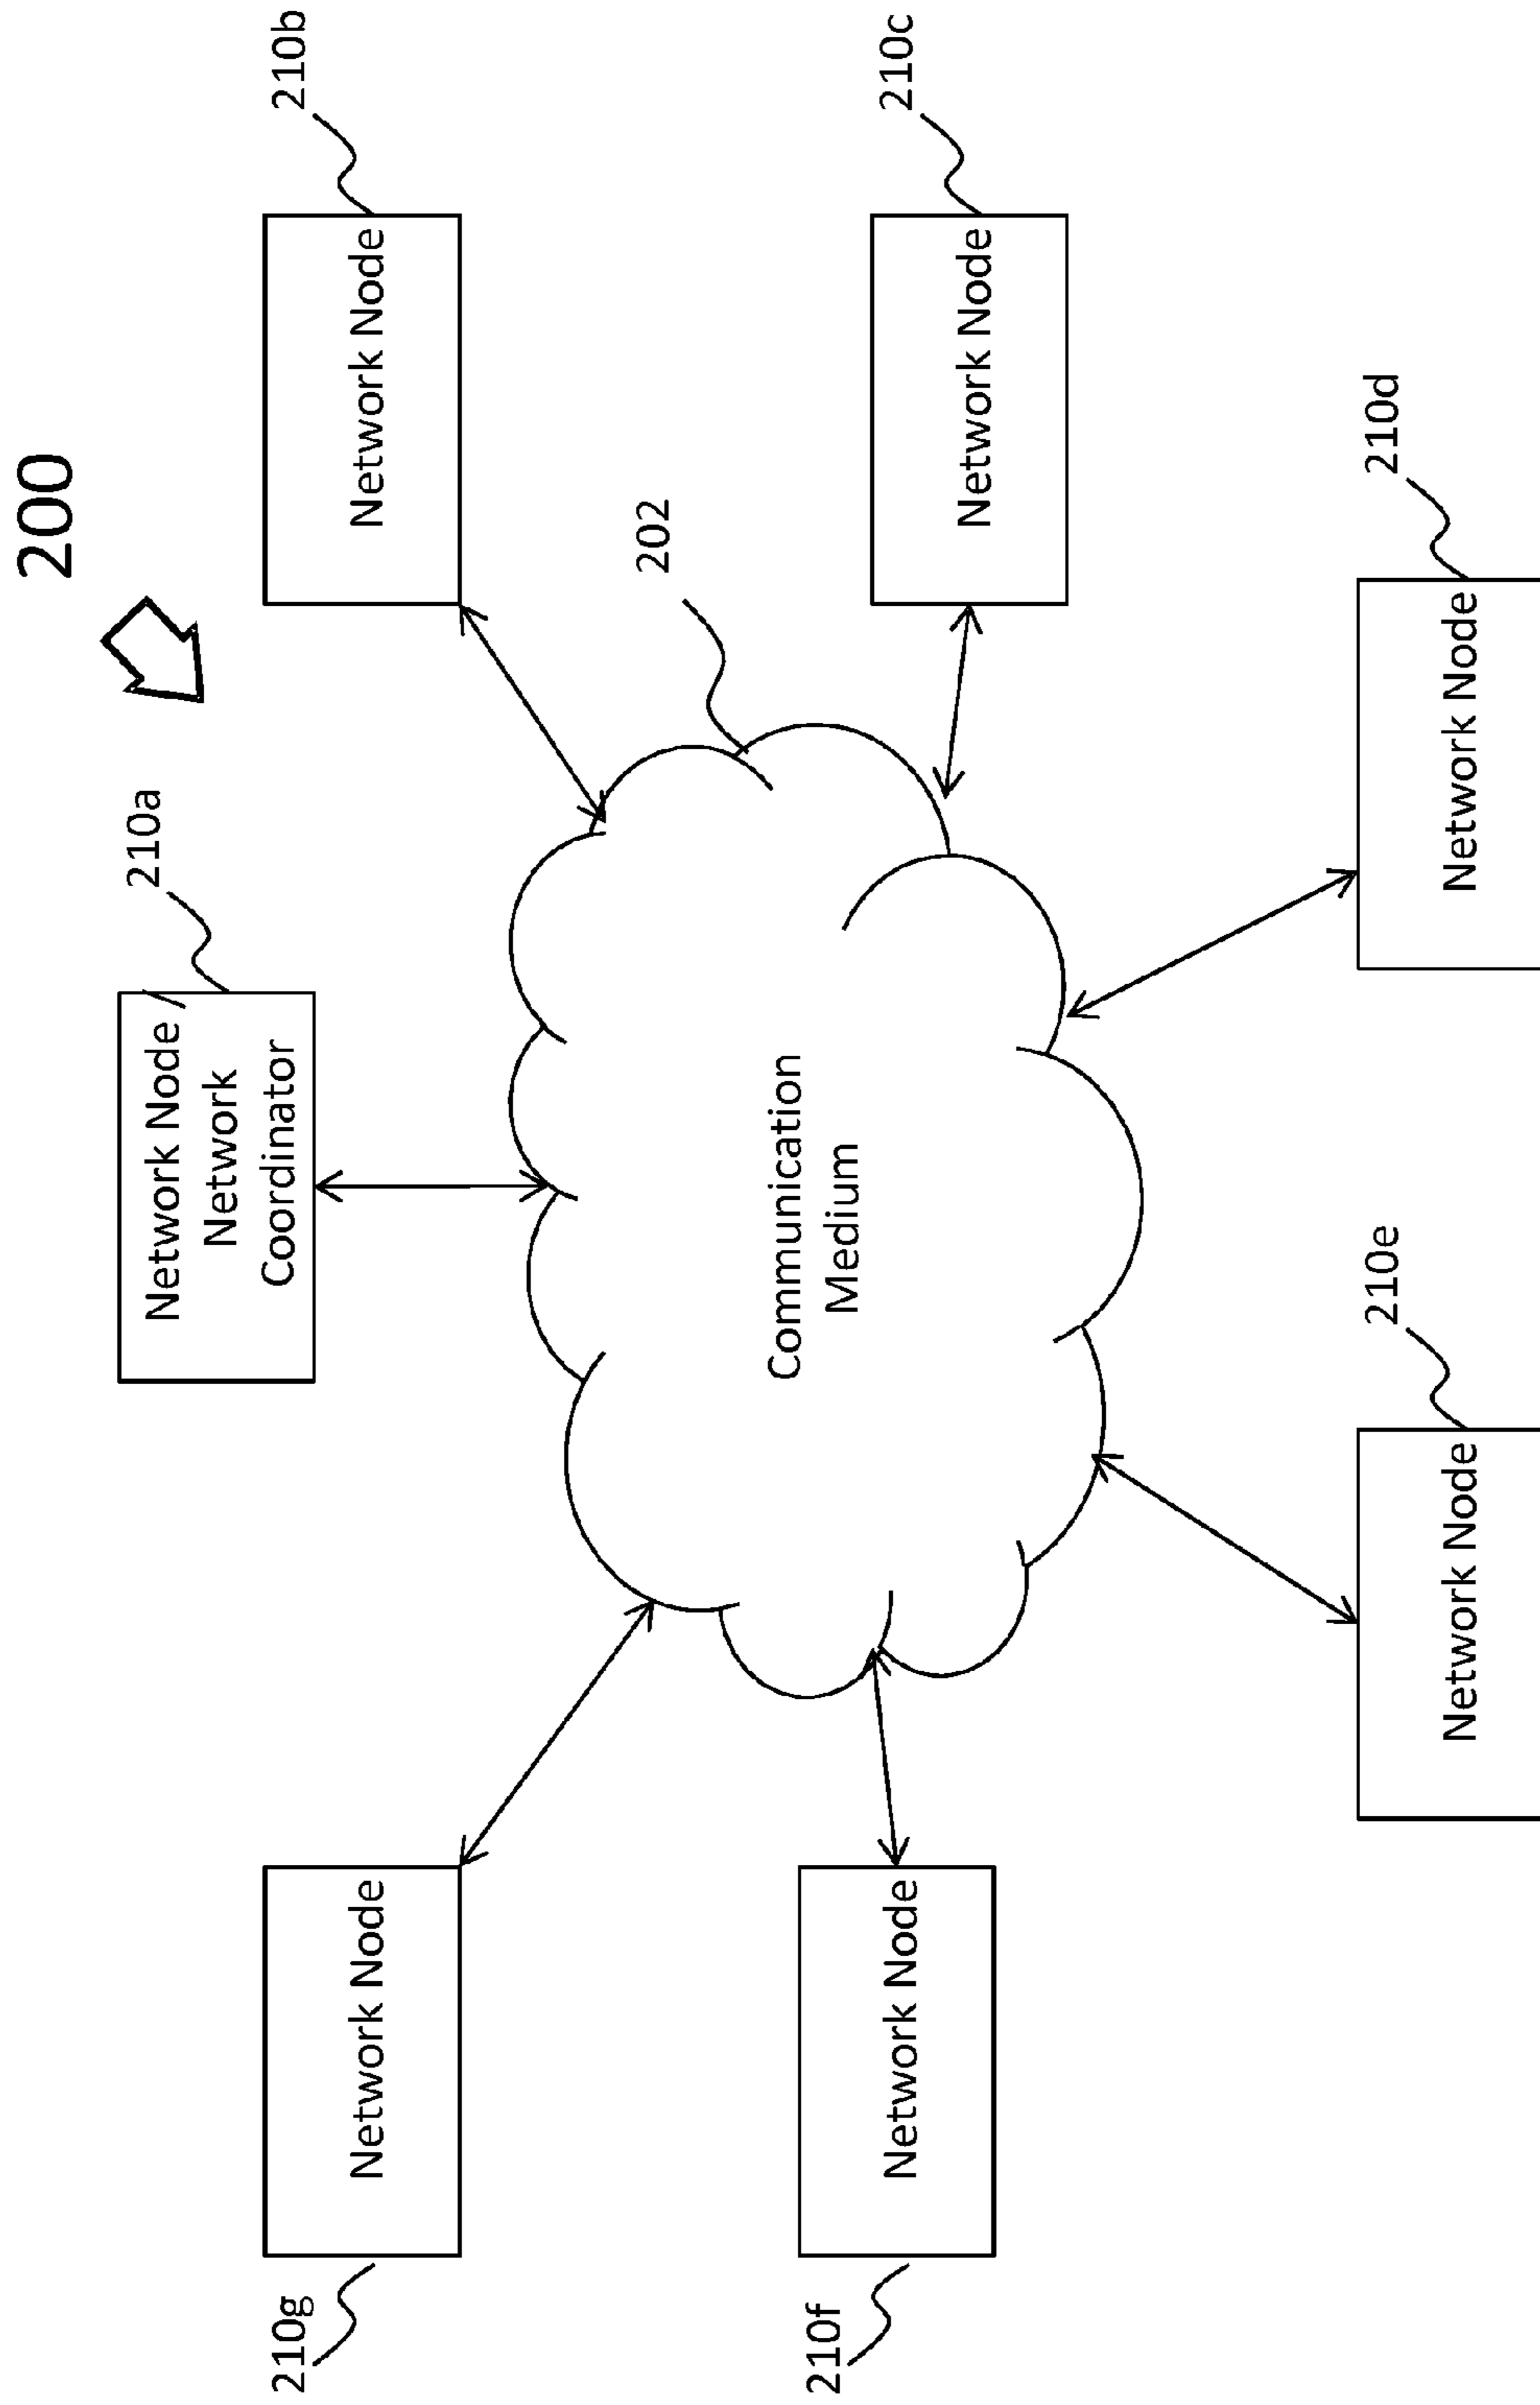 200
210a
Network Node /
Network
Coordinator
210b
Network Node
210g
Network Node
202
Communication
Medium
210c
Network Node
210f
Network Node
210d
Network Node
210e
Network Node